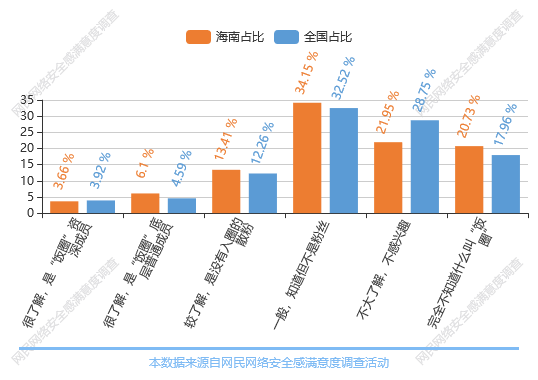 网民网络安全感满意度调查
网民网络安全感满意度调查
海南占比 全国占比
35
30
25
20
15
10
5
0
3.66 %
3.92 %
6.1 %
4.59 %
13.41 %
12.26 %
34.15 %
32.52 %
21.95 %
28.75 %
20.73 %
17.96 %
很了解，是“饭圈”资
深成员
很了解，是“饭圈”底
层普通成员
较了解，是没有入圈的
散粉
一般，知道但不是粉丝
不大了解，不感兴趣
完全不知道什么叫“饭
圈”
网民网络安全感满意度调查
网民网络安全感满意度调查
本数据来源自网民网络安全感满意度调查活动